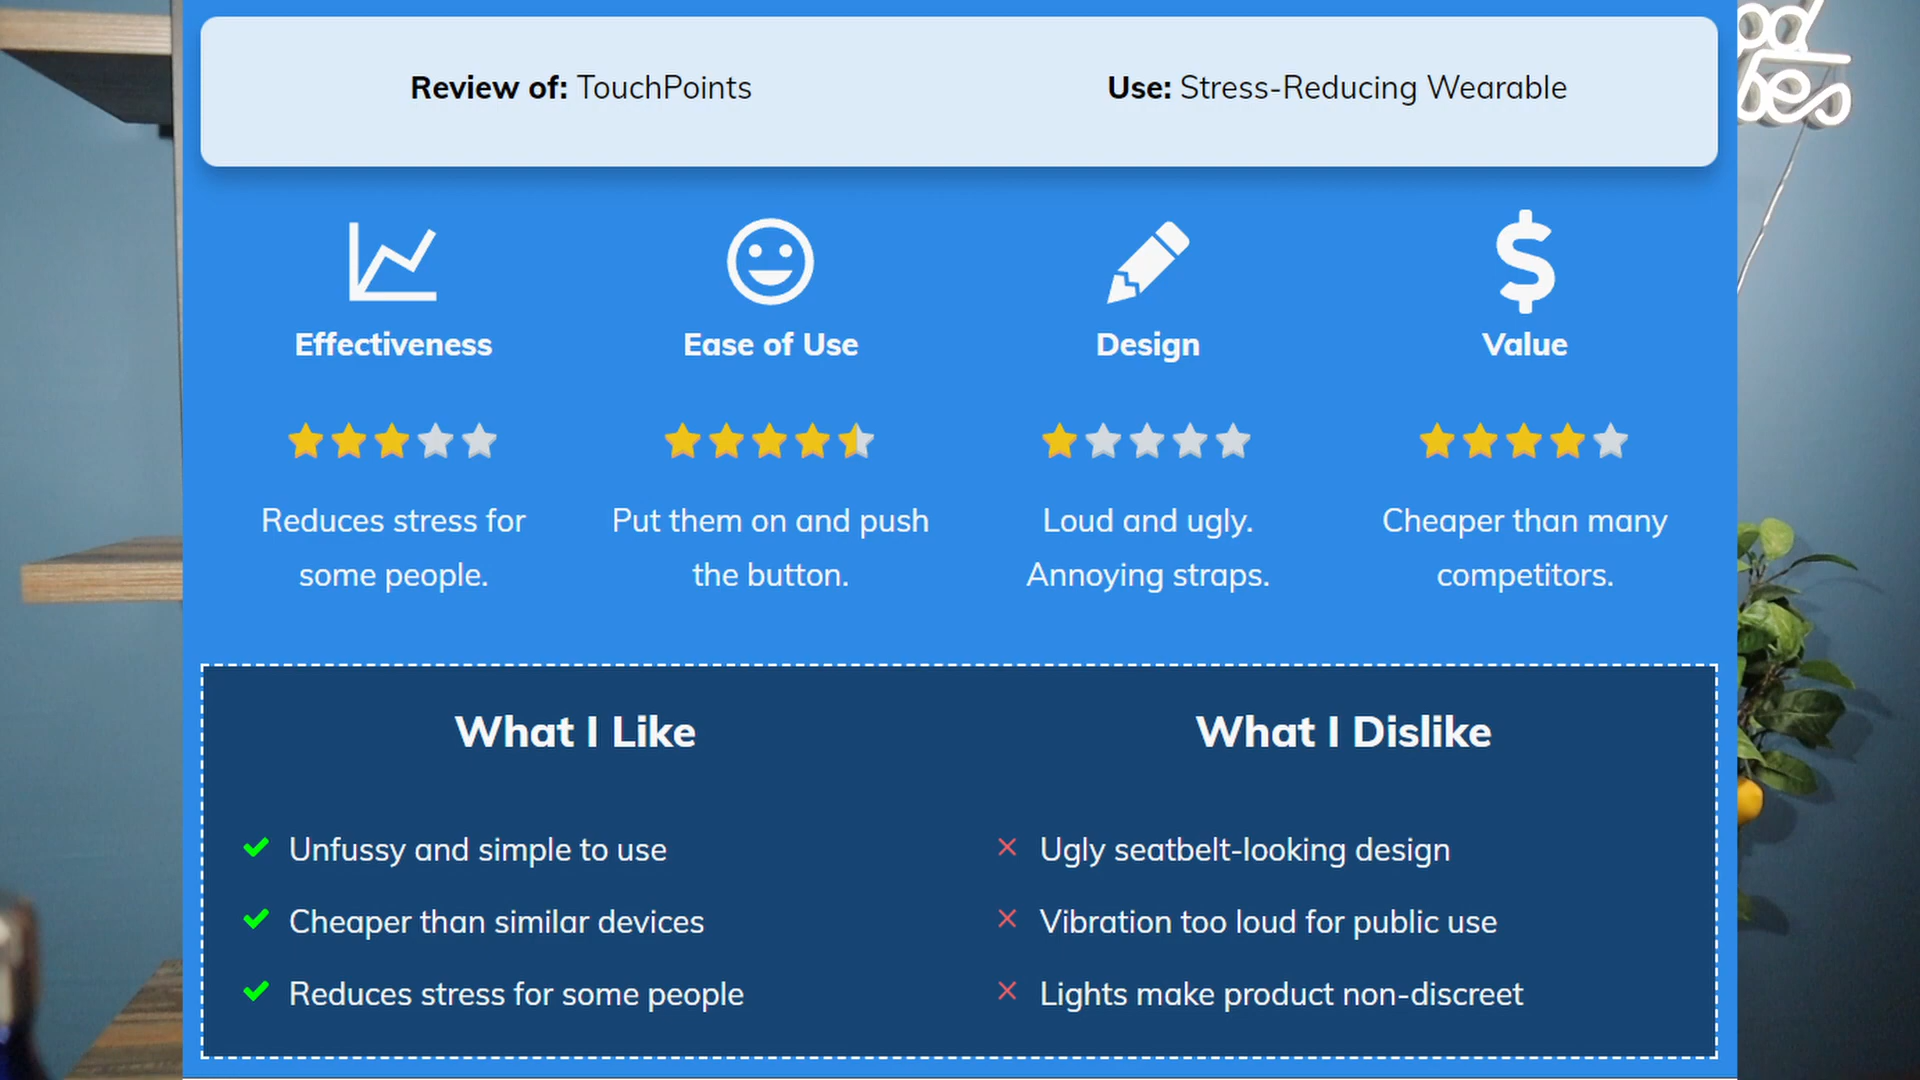 Review of: TouchPoints
Use: Stress-Reducing Wearable
Effectiveness
Ease of Use
Design
Value
Reduces stress for
some people.
Put them on and push
the button.
Loud and ugly.
Annoying straps.
Cheaper than many
competitors.
What I Like
What I Dislike
Unfussy and simple to use
Cheaper than similar devices
Reduces stress for some people
Ugly seatbelt-looking design
Vibration too loud for public use
Lights make product non-discreet